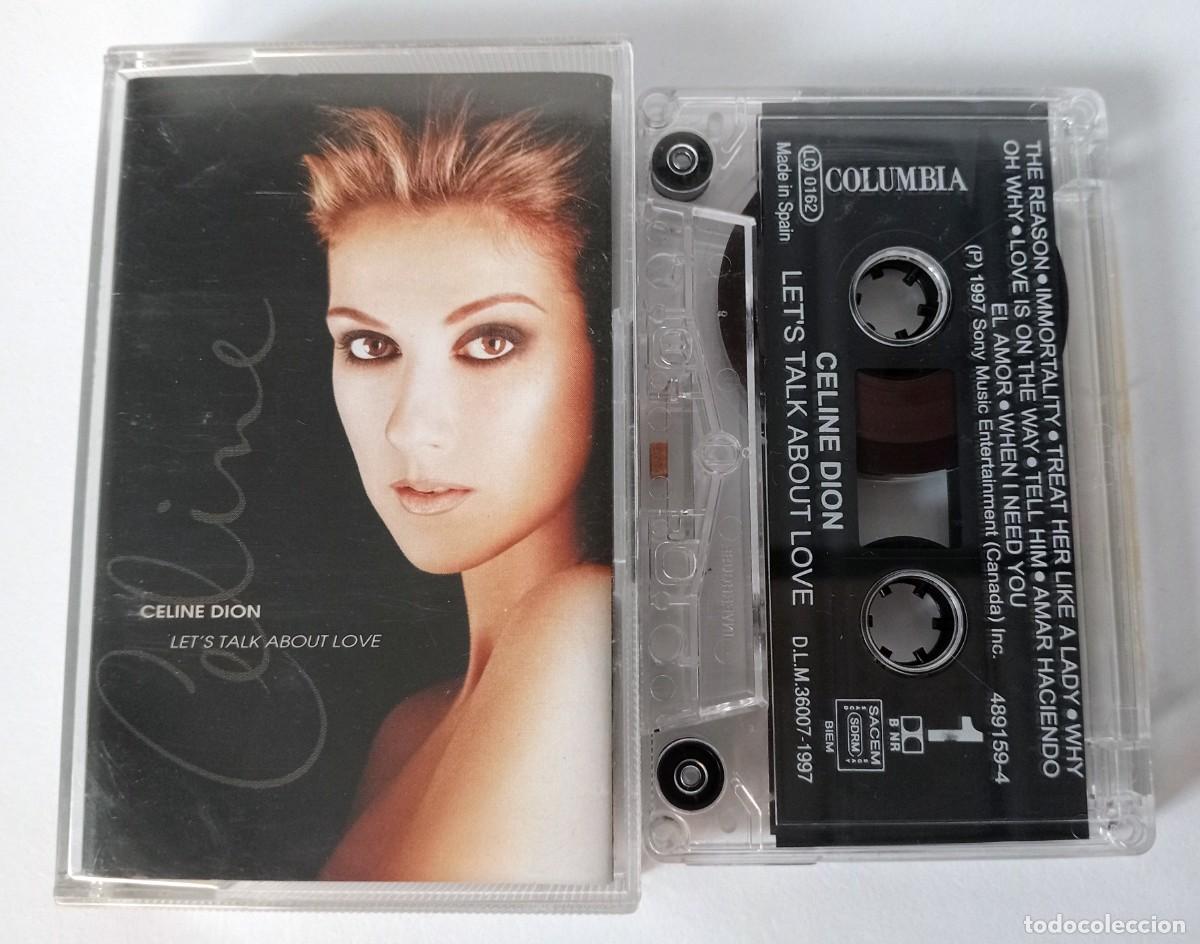 Celine
CELINE DION
LET'S TALK ABOUT LOVE
COLUMBIA
LC 0162
Made in Spain
THE REASON • IMMORTALITY • TREAT HER LIKE A LADY • WHY
OH WHY • LOVE IS ON THE WAY • TELL HIM • AMAR HACIENDO
EL AMOR • WHEN I NEED YOU
(P) 1997 Sony Music Entertainment (Canada) Inc.
489159-4
CELINE DION
LET'S TALK ABOUT LOVE
D.L.M.36007-1997
1
B NR
SACEM
SDRM
BIEM
todocoleccion